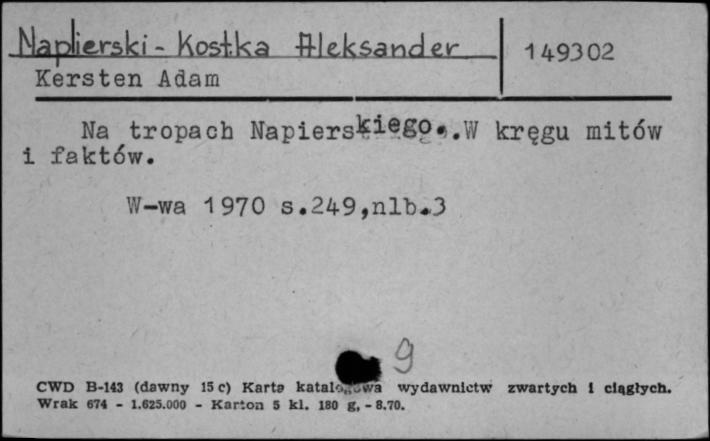 Napierski - Kostka Aleksander
149302
Kersten Adam
Na tropach Napierskiego..W kręgu mitów
i faktów.
W-wa 1970 s.249,nlb.3
9
CWD B-143 (dawny 15 c) Karta katalogowa wydawnictw zwartych i ciągłych.
Wrak 674 - 1.625.000 - Karton 5 kl. 180 g, - 8.70.